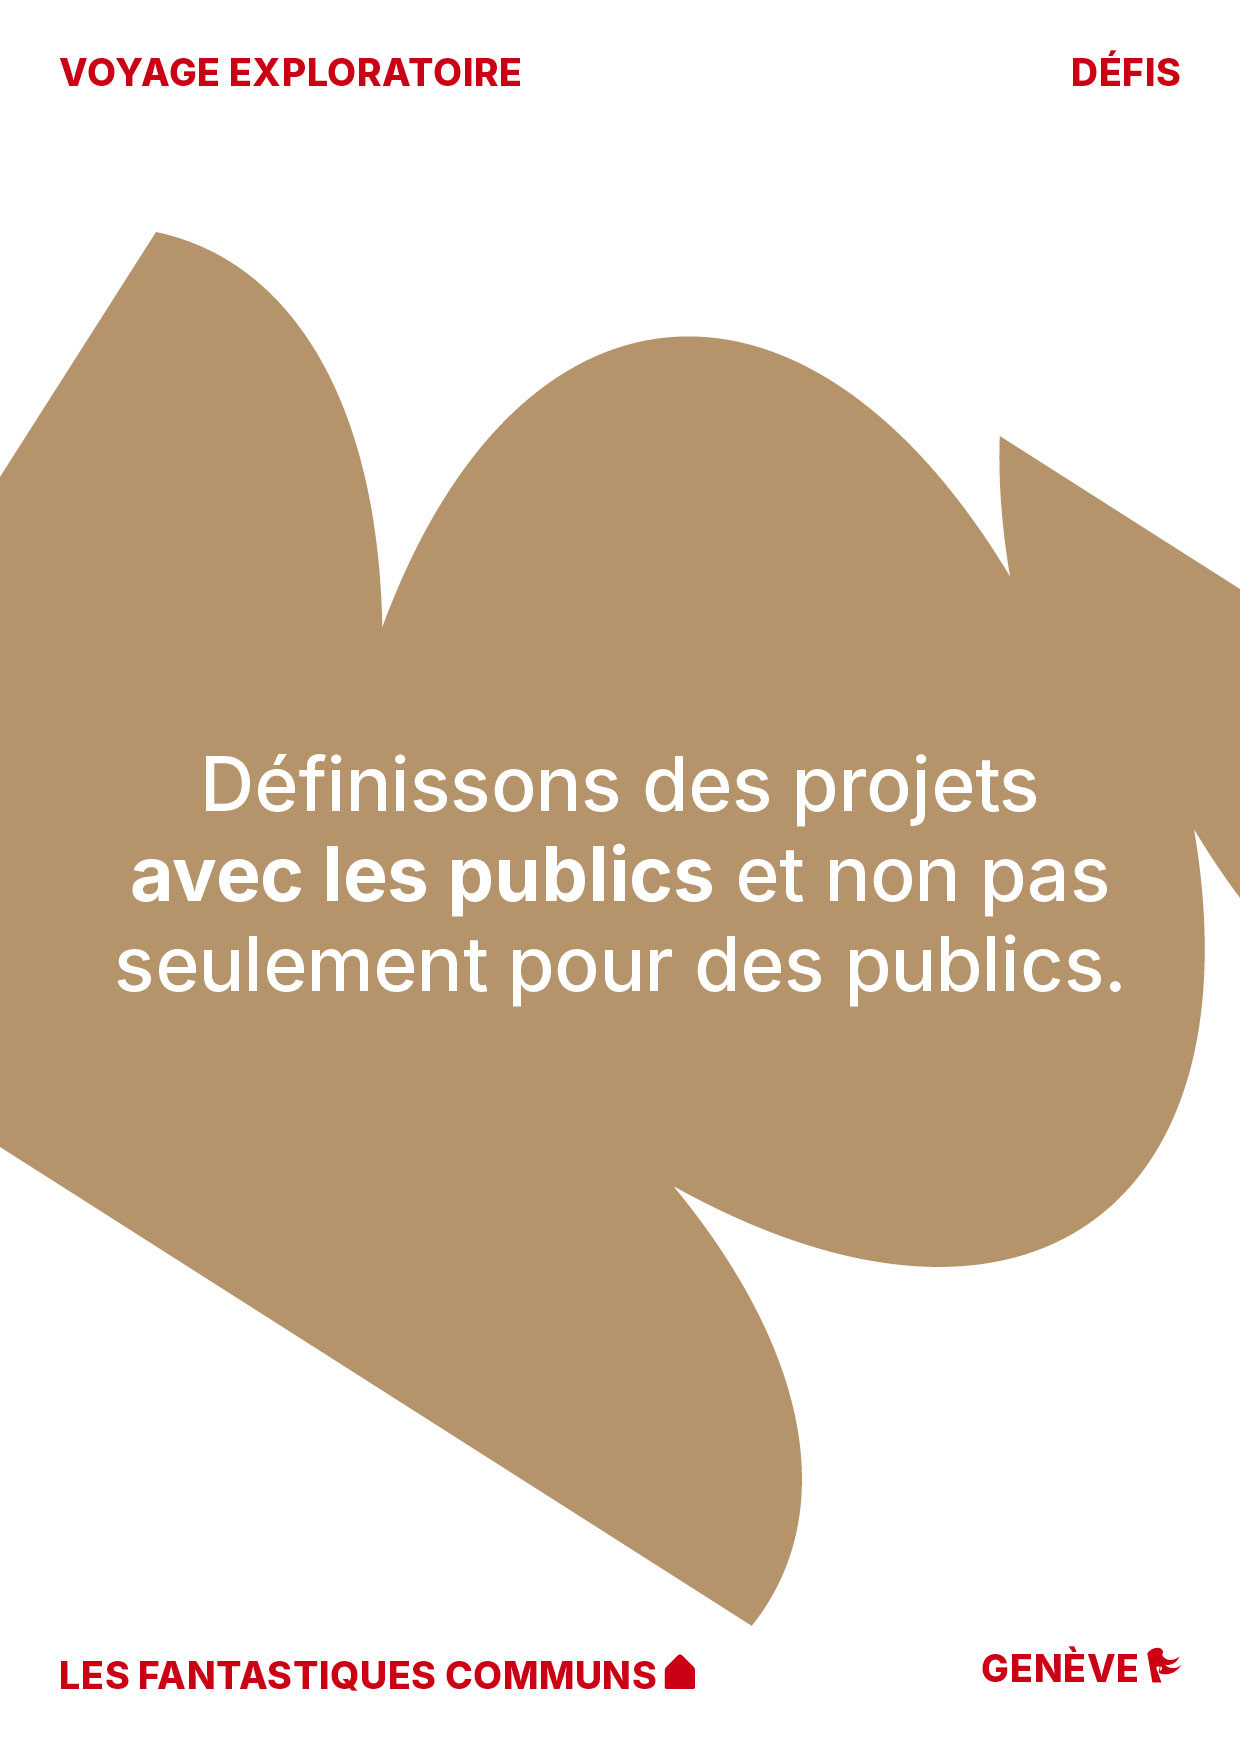 VOYAGE EXPLORATOIRE
DÉFIS
Définissons des projets
avec les publics et non pas
seulement pour des publics.
LES FANTASTIQUES COMMUNS
GENÈVE